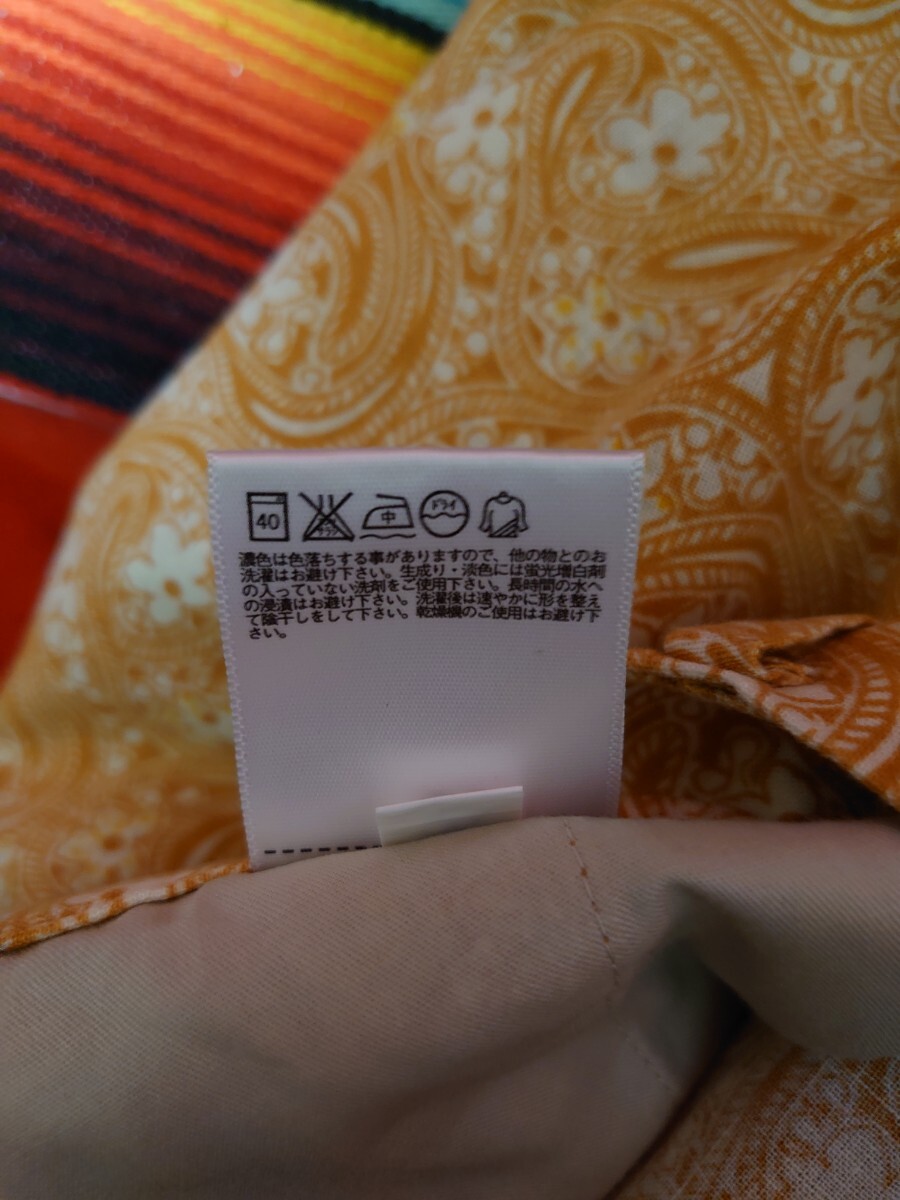 40
中
ドライ
濃色は色落ちする事がありますので、他の物とのお
洗濯はお避け下さい。生成り・淡色には蛍光増白剤
の入っていない洗剤をご使用下さい。長時間の水へ
の浸漬はお避け下さい。洗濯後は速やかに形を整え
て陰干しをして下さい。乾燥機のご使用はお避け下
さい。